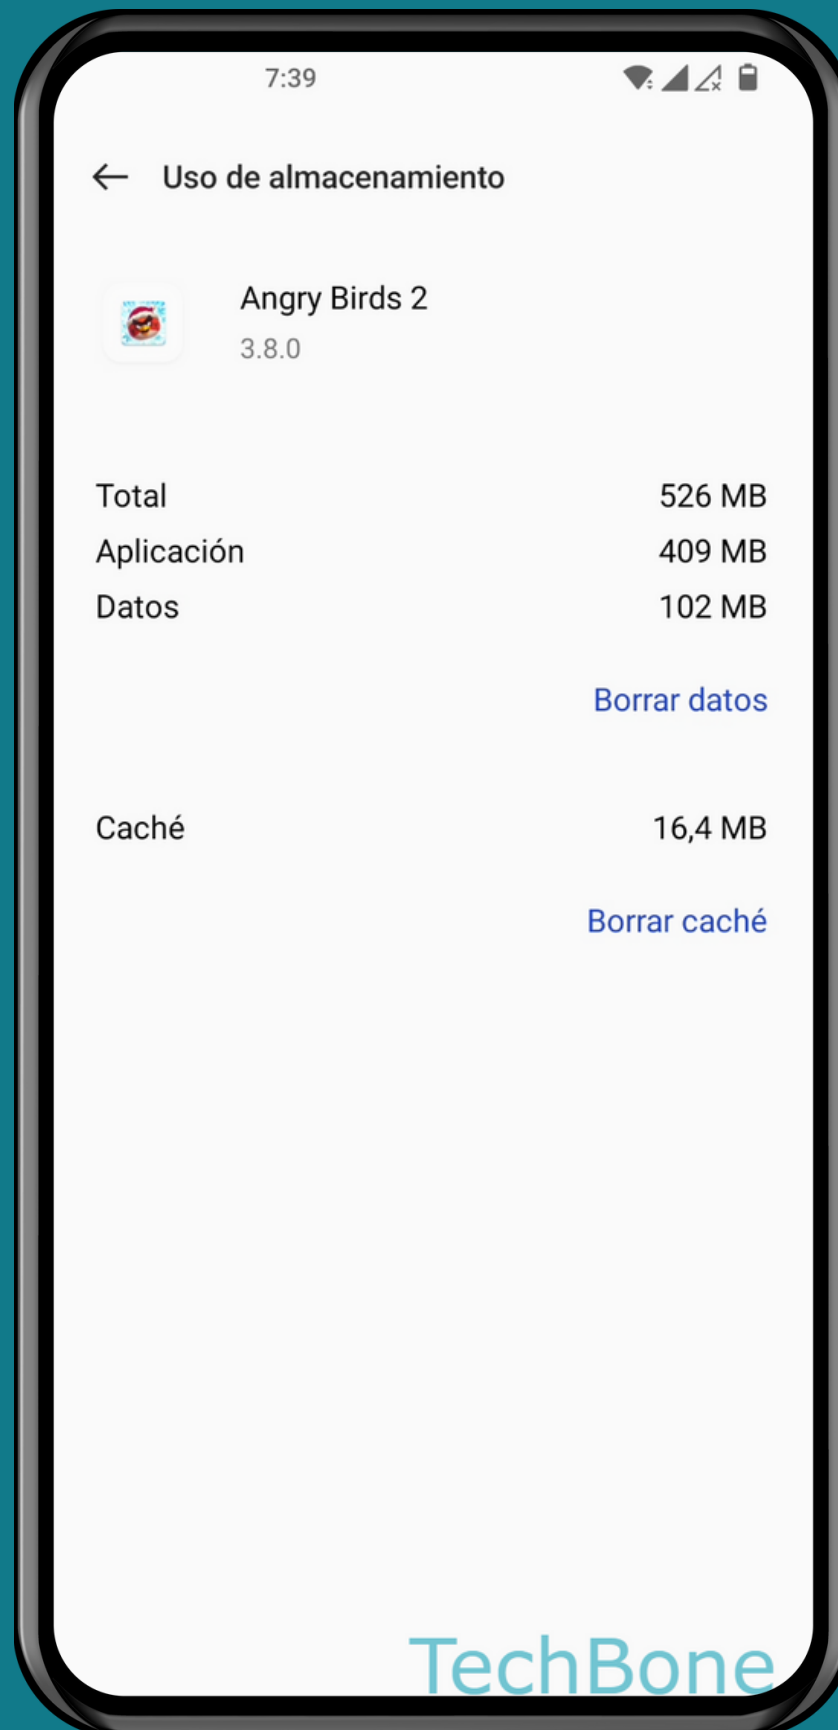 7:39
Uso de almacenamiento
Angry Birds 2
3.8.0
Total 526 MB
Aplicación 409 MB
Datos 102 MB
Borrar datos
Caché 16,4 MB
Borrar caché
TechBone